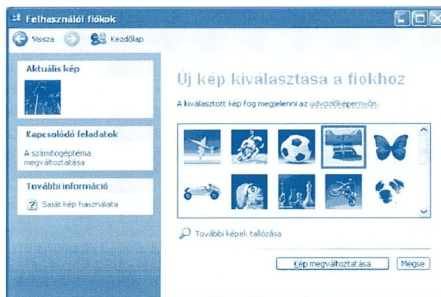 Felhasználói fiókok
Vissza
Kezdőlap
Aktuális kép
Kapcsolódó feladatok
A számítógéptéma
megváltoztatása
További információ
Saját kép használata
Új kép kiválasztása a fiókhoz
A kiválasztott kép fog megjelenni az üdvözlőképernyőn.
További képek tallózása
Kép megváltoztatása
Mégse